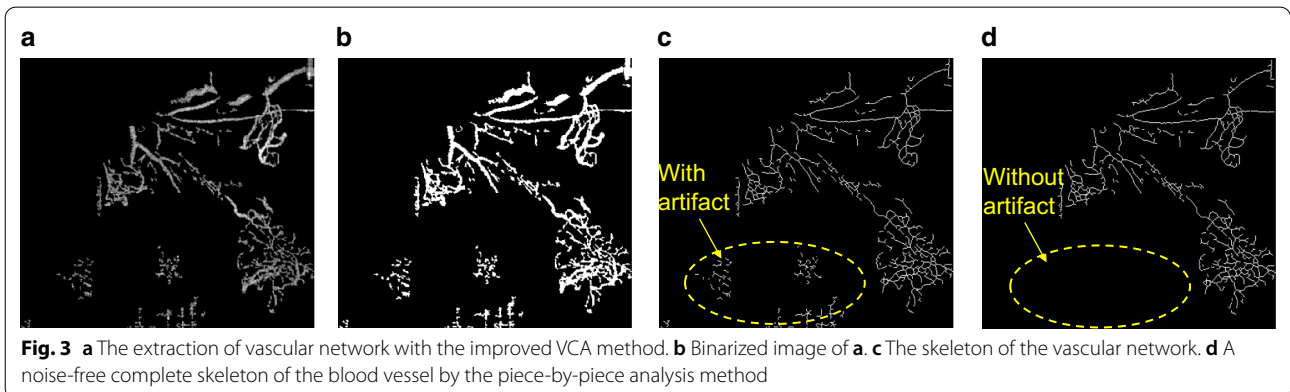 a b c d
With
artifact
Without
artifact
Fig. 3 a The extraction of vascular network with the improved VCA method. b Binarized image of a. c The skeleton of the vascular network. d A
noise-free complete skeleton of the blood vessel by the piece-by-piece analysis method